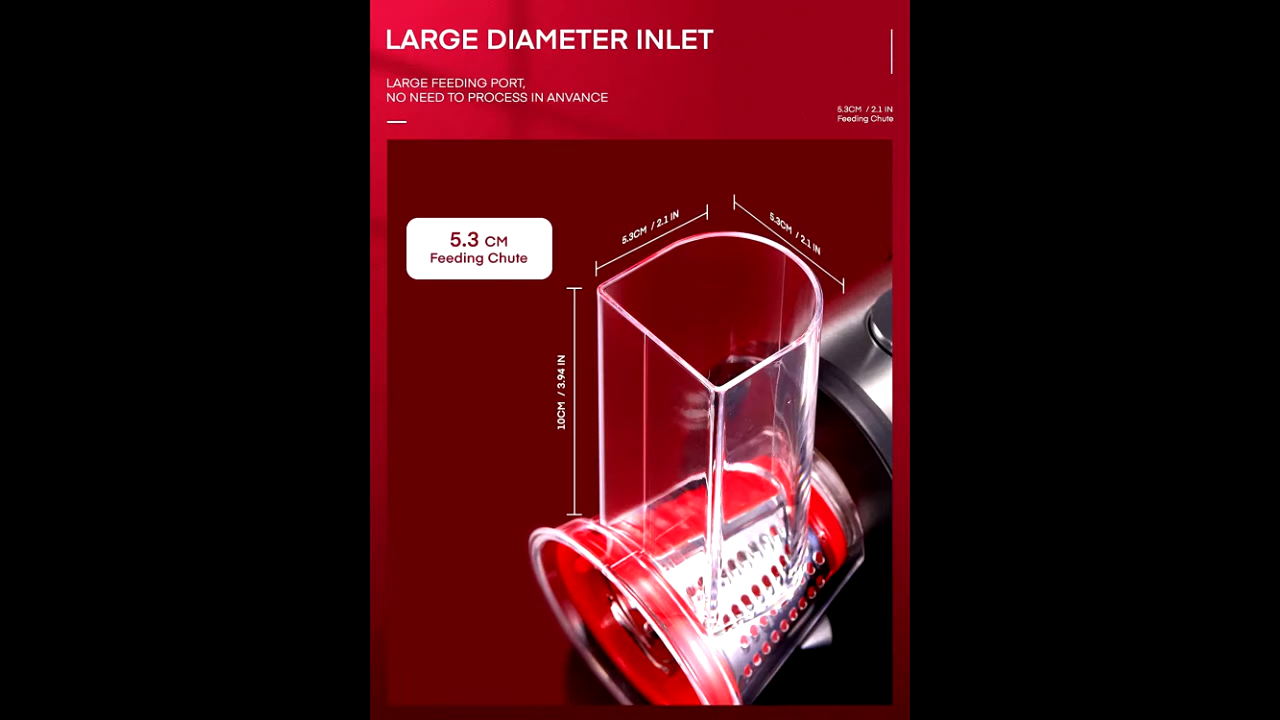 LARGE DIAMETER INLET
LARGE FEEDING PORT,
NO NEED TO PROCESS IN ANVANCE
5.3CM / 2.1 IN
Feeding Chute
5.3CM / 2.1 IN
5.3CM / 2.1 IN
5.3 CM
Feeding Chute
10CM / 3.94 IN